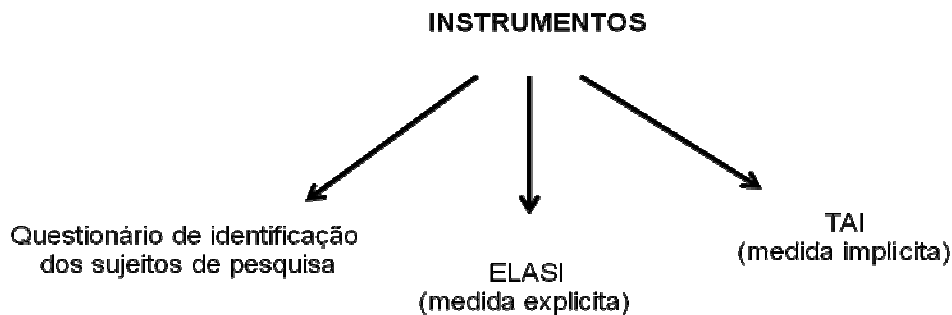 INSTRUMENTOS
Questionário de identificação
dos sujeitos de pesquisa
ELASI
(medida explicita)
TAI
(medida implicita)